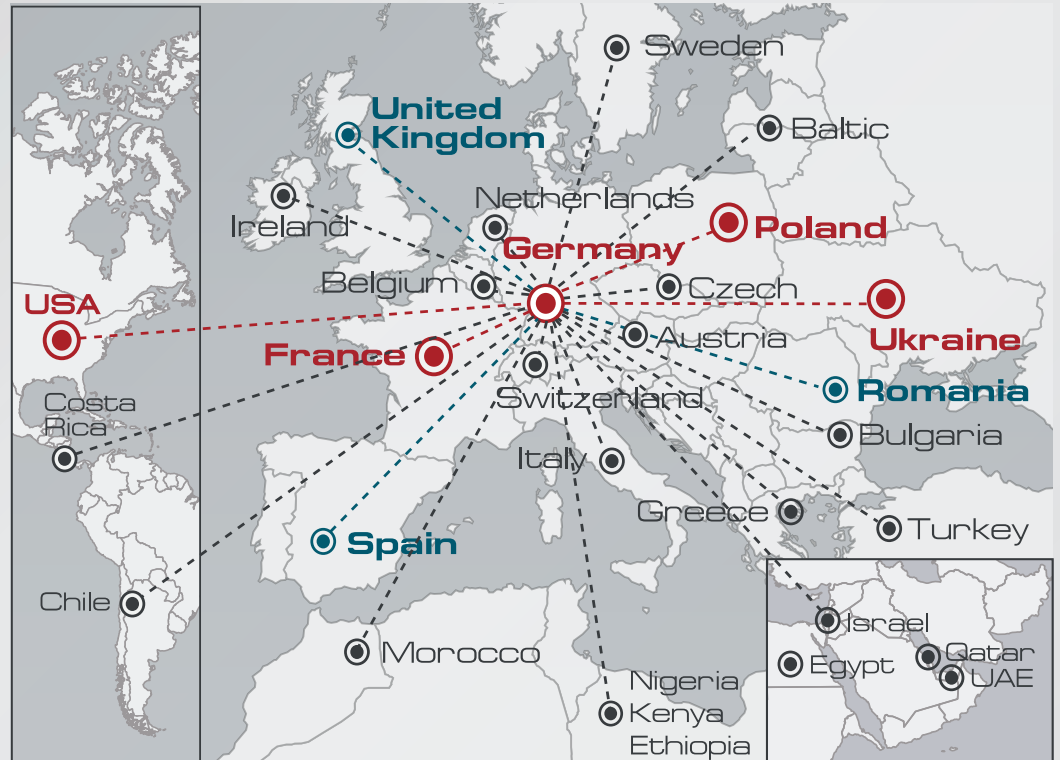 Sweden
United
Kingdom
Baltic
Netherlands
Ireland
Poland
Germany
Belgium
Czech
USA
Ukraine
France
Austria
Switzerland
Romania
Costa
Rica
Bulgaria
Italy
Greece
Turkey
Spain
Chile
Israel
Morocco
Qatar
Egypt
UAE
Nigeria
Kenya
Ethiopia